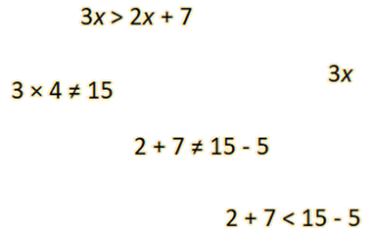 3x > 2x + 7
3x
3 × 4 ≠ 15
2 + 7 ≠ 15 - 5
2 + 7 < 15 - 5